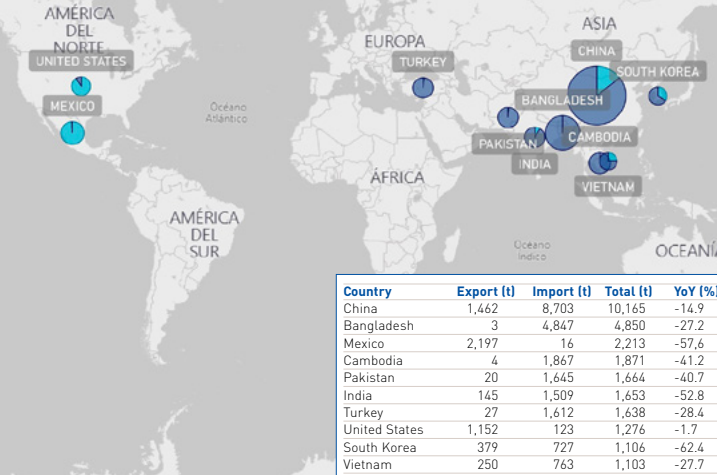 AMÉRICA
DEL
NORTE
UNITED STATES
MEXICO
Océano
Atlántico
EUROPA
TURKEY
ASIA
CHINA
SOUTH KOREA
BANGLADESH
PAKISTAN
CAMBODIA
INDIA
VIETNAM
ÁFRICA
AMÉRICA
DEL
SUR
Océano
Índico
OCEANÍA
Country Export (t) Import (t) Total (t) YoY (%)
China 1,462 8,703 10,165 -14.9
Bangladesh 3 4,847 4,850 -27.2
Mexico 2,197 16 2,213 -57,6
Cambodia 4 1,867 1,871 -41.2
Pakistan 20 1,645 1,664 -40.7
India 145 1,509 1,653 -52.8
Turkey 27 1,612 1,638 -28.4
United States 1,152 123 1,276 -1.7
South Korea 379 727 1,106 -62.4
Vietnam 250 763 1,103 -27.7